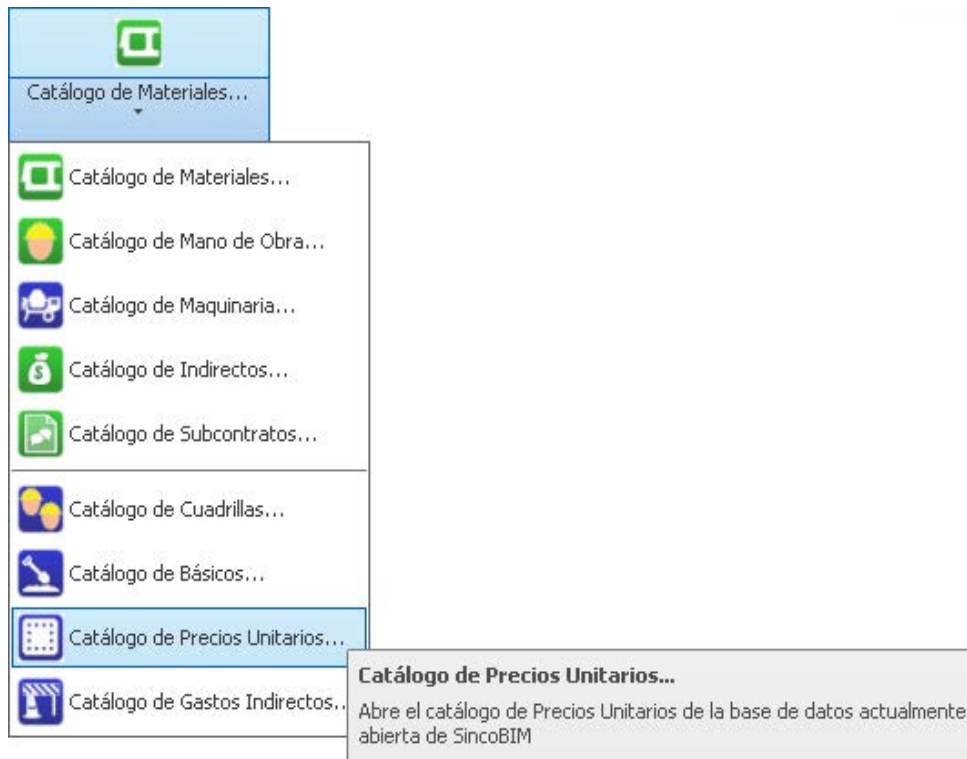 Catálogo de Materiales...
Catálogo de Materiales...
Catálogo de Mano de Obra...
Catálogo de Maquinaria...
Catálogo de Indirectos...
Catálogo de Subcontratos...
Catálogo de Cuadrillas...
Catálogo de Básicos...
Catálogo de Precios Unitarios...
Catálogo de Gastos Indirectos..
Catálogo de Precios Unitarios...
Abre el catálogo de Precios Unitarios de la base de datos actualmente
abierta de SincoBIM